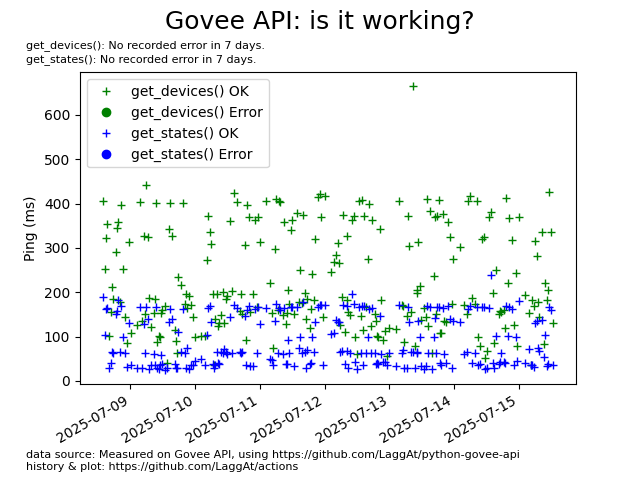 Govee API: is it working?
get_devices(): No recorded error in 7 days.
get_states(): No recorded error in 7 days.
get_devices() OK
get_devices() Error
get_states() OK
get_states() Error
Ping (ms)
600
500
400
300
200
100
0
2025-07-09
2025-07-10
2025-07-11
2025-07-12
2025-07-13
2025-07-14
2025-07-15
data source: Measured on Govee API, using https://github.com/LaggAt/python-govee-api
history & plot: https://github.com/LaggAt/actions